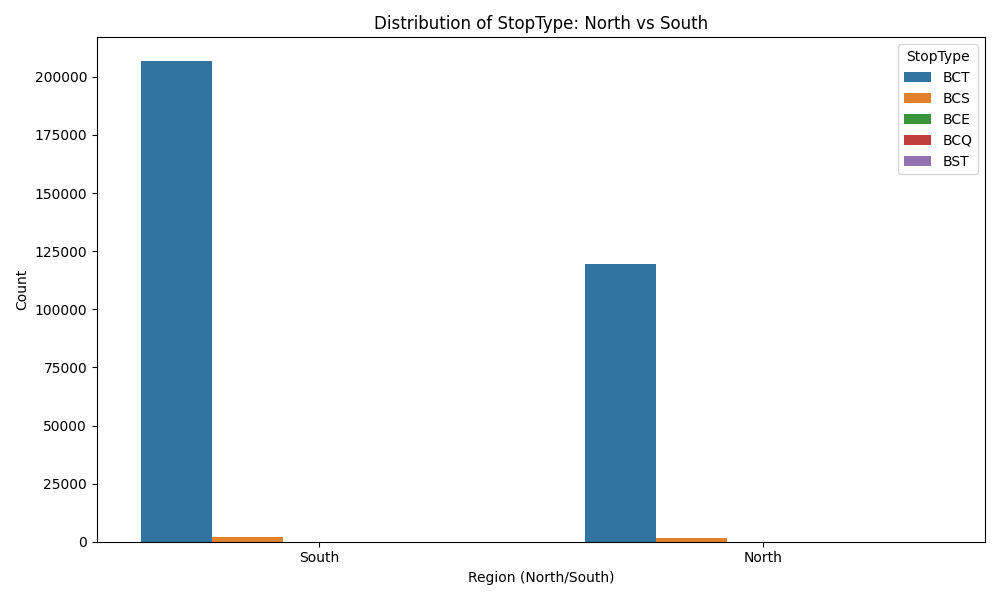 Distribution of StopType: North vs South
StopType
BCT
BCS
BCE
BCQ
BST
200000
175000
150000
125000
100000
75000
50000
25000
0
Count
South
North
Region (North/South)